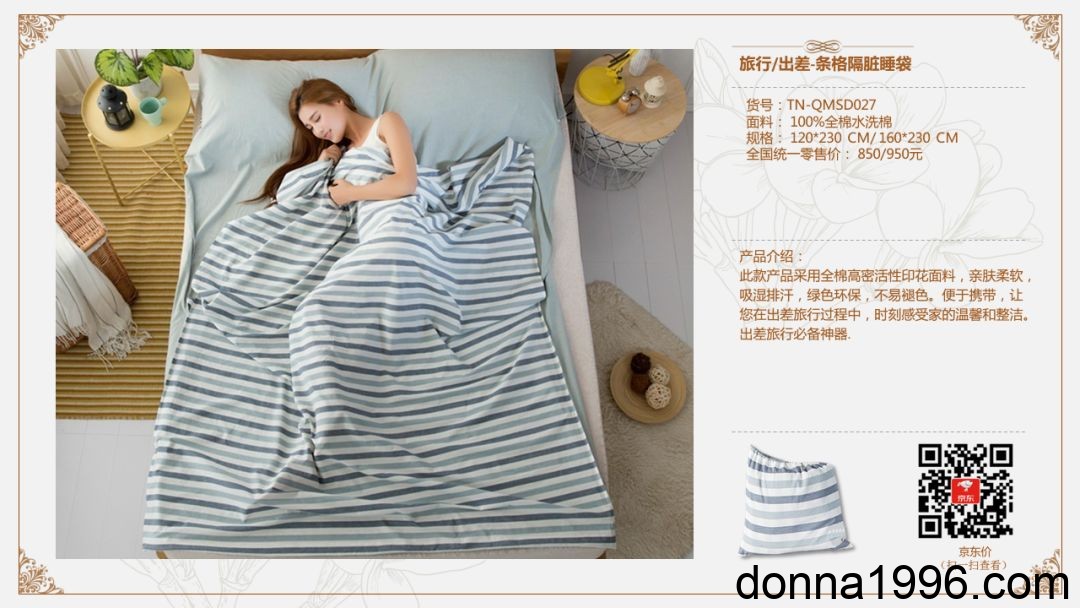 旅行/出差-条格隔脏睡袋
货号：TN-QMSD027
面料： 100%全棉水洗棉
规格： 120*230 CM/ 160*230 CM
全国统一零售价： 850/950元
产品介绍：
此款产品采用全棉高密活性印花面料，亲肤柔软，
吸湿排汗，绿色环保，不易褪色。便于携带，让
您在出差旅行过程中，时刻感受家的温馨和整洁。
出差旅行必备神器.
京东
京东价
（扫一扫查看）
donna1996.com